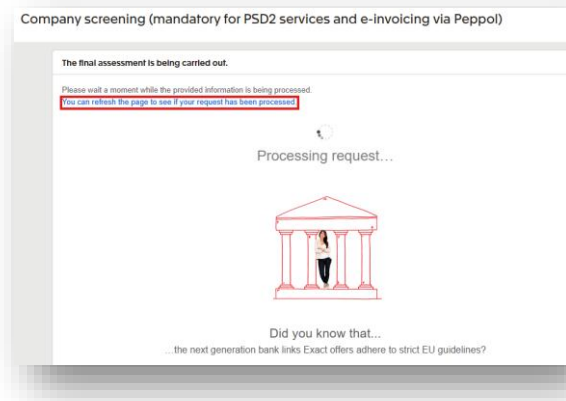 Company screening (mandatory for PSD2 services and e-invoicing via Peppol)
The final assessment is being carried out.
Please wait a moment while the provided information is being processed.
You can refresh the page to see if your request has been processed.
Processing request...
Did you know that...
...the next generation bank links Exact offers adhere to strict EU guidelines?